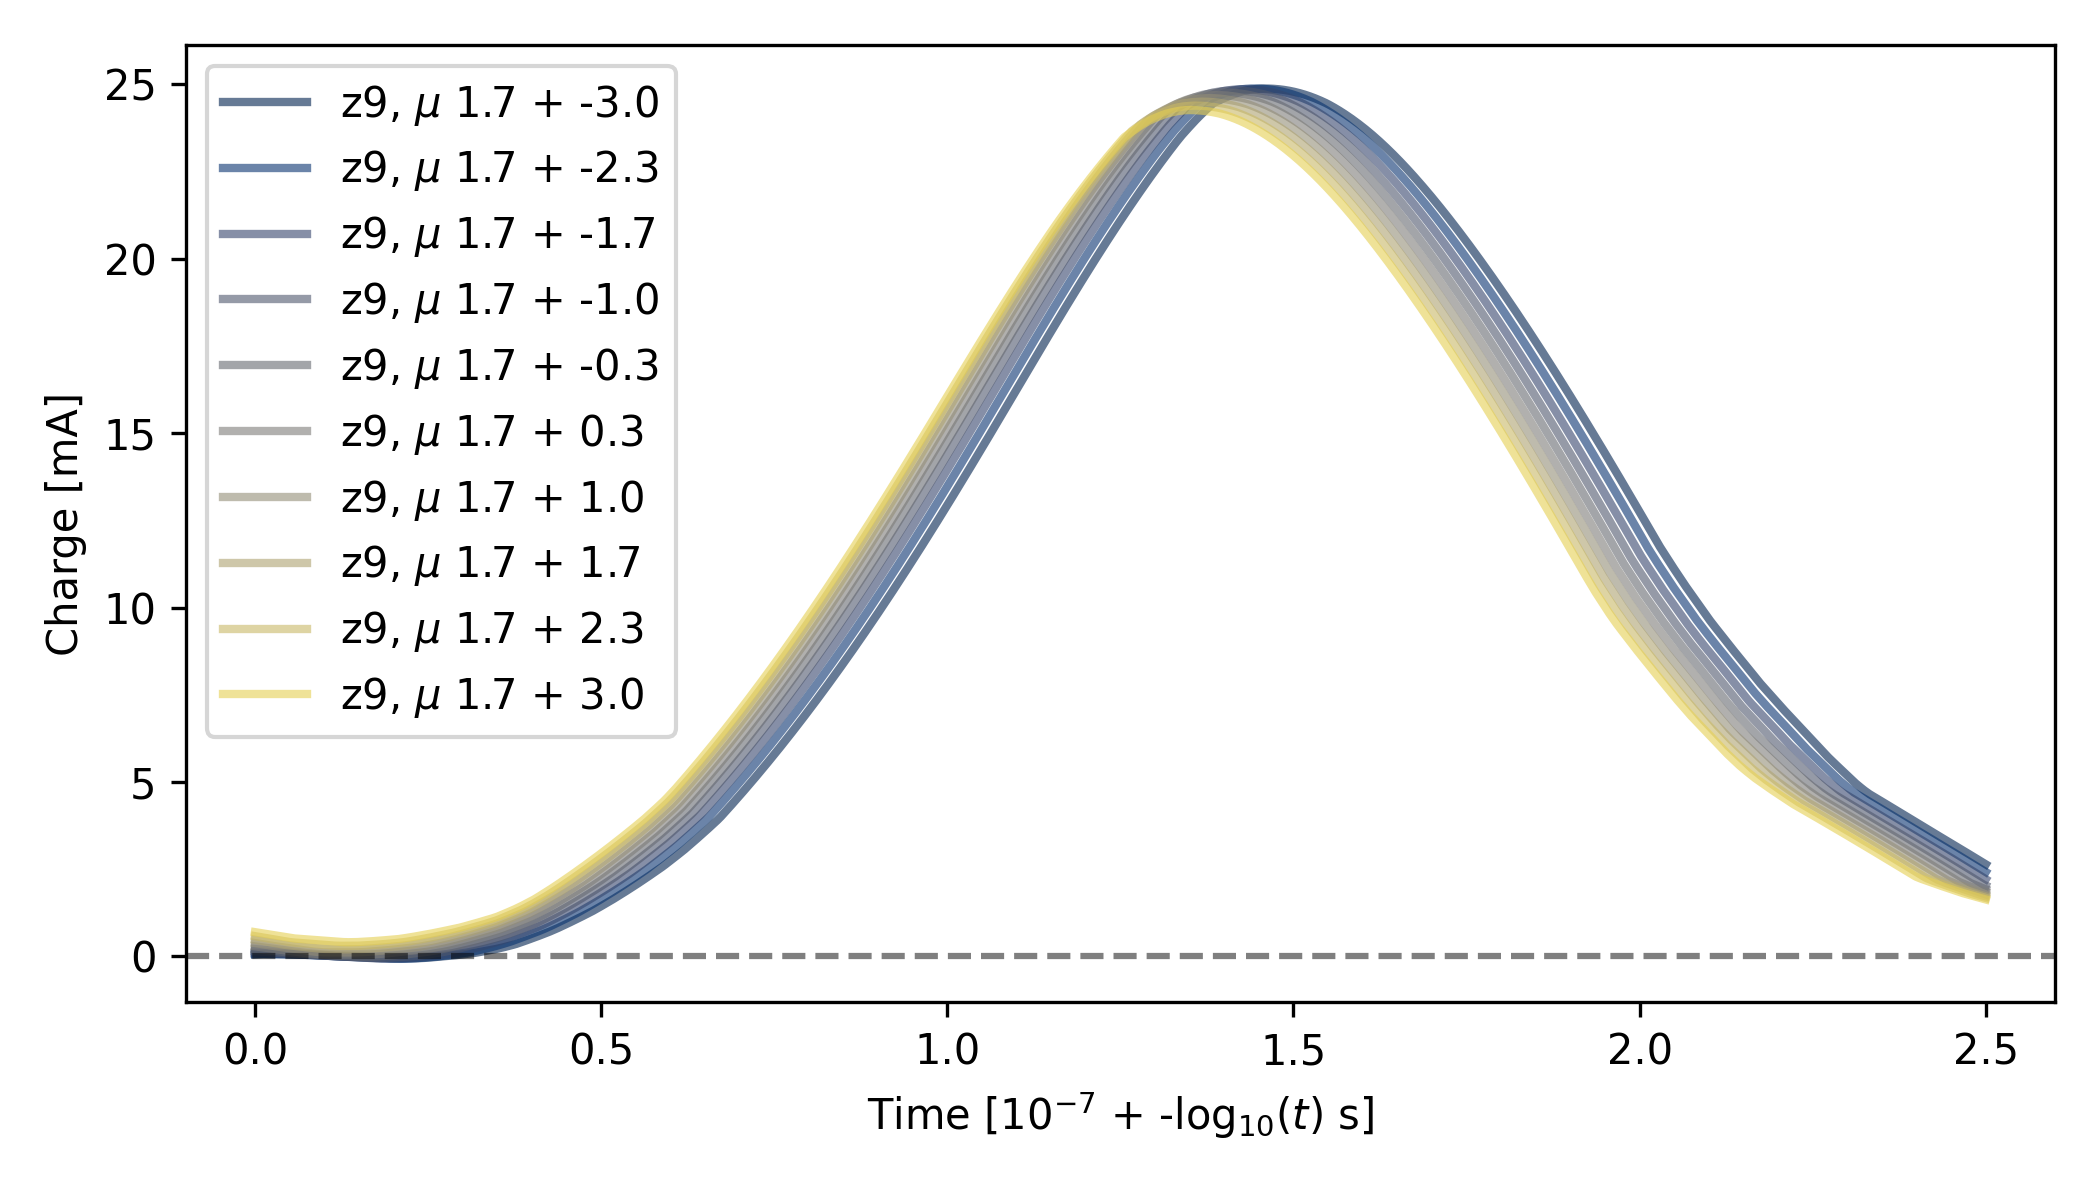 Charge [mA]
25
20
15
10
5
0
z9, μ 1.7 + -3.0
z9, μ 1.7 + -2.3
z9, μ 1.7 + -1.7
z9, μ 1.7 + -1.0
z9, μ 1.7 + -0.3
z9, μ 1.7 + 0.3
z9, μ 1.7 + 1.0
z9, μ 1.7 + 1.7
z9, μ 1.7 + 2.3
z9, μ 1.7 + 3.0
0.0 0.5 1.0 1.5 2.0 2.5
Time [10⁻⁷ + -log₁₀(t) s]